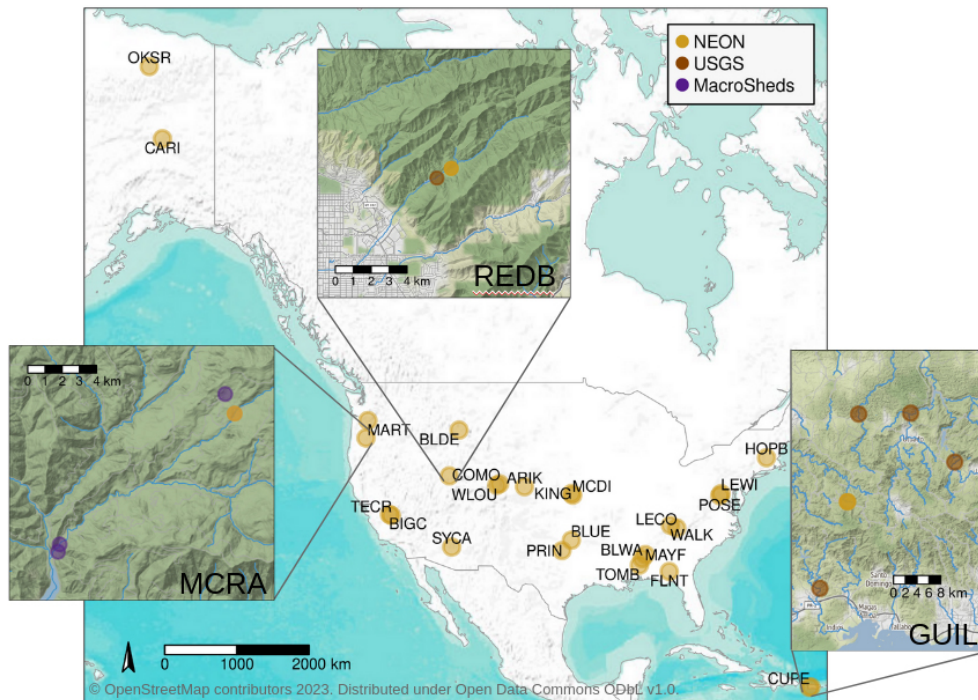 NEON
USGS
MacroSheds
OKSR
CARI
0 1 2 3 4 km
REDB
0 1 2 3 4 km
MCRA
MART
BLDE
COMO
ARIK
WLOU
KING
MCDI
TECR
BIGC
SYCA
BLUE
PRIN
HOPB
LEWI
POSE
LECO
WALK
BLWA
MAYF
TOMB
FLNT
0 2 4 6 8 km
GUIL
CUPE
0 1000 2000 km
© OpenStreetMap contributors 2023. Distributed under Open Data Commons ODbL v1.0.